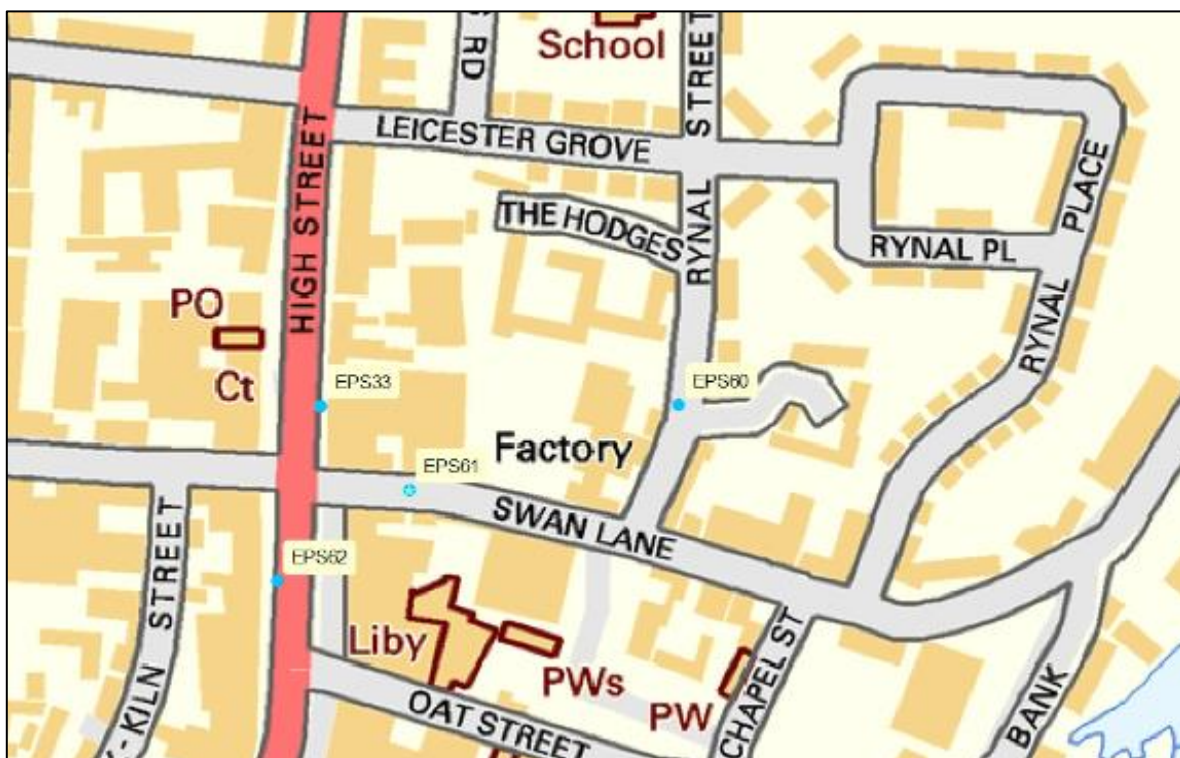 S RD
School
STREET
LEICESTER GROVE
HIGH STREET
THE HODGES
RYNAL
PLACE
RYNAL PL
PO
Ct
RYNAL
EPS33
EPS60
Factory
EPS61
SWAN LANE
STREET
EPS62
Liby
PWs
PW
CHAPEL ST
OAT STREET
BANK
-KILN